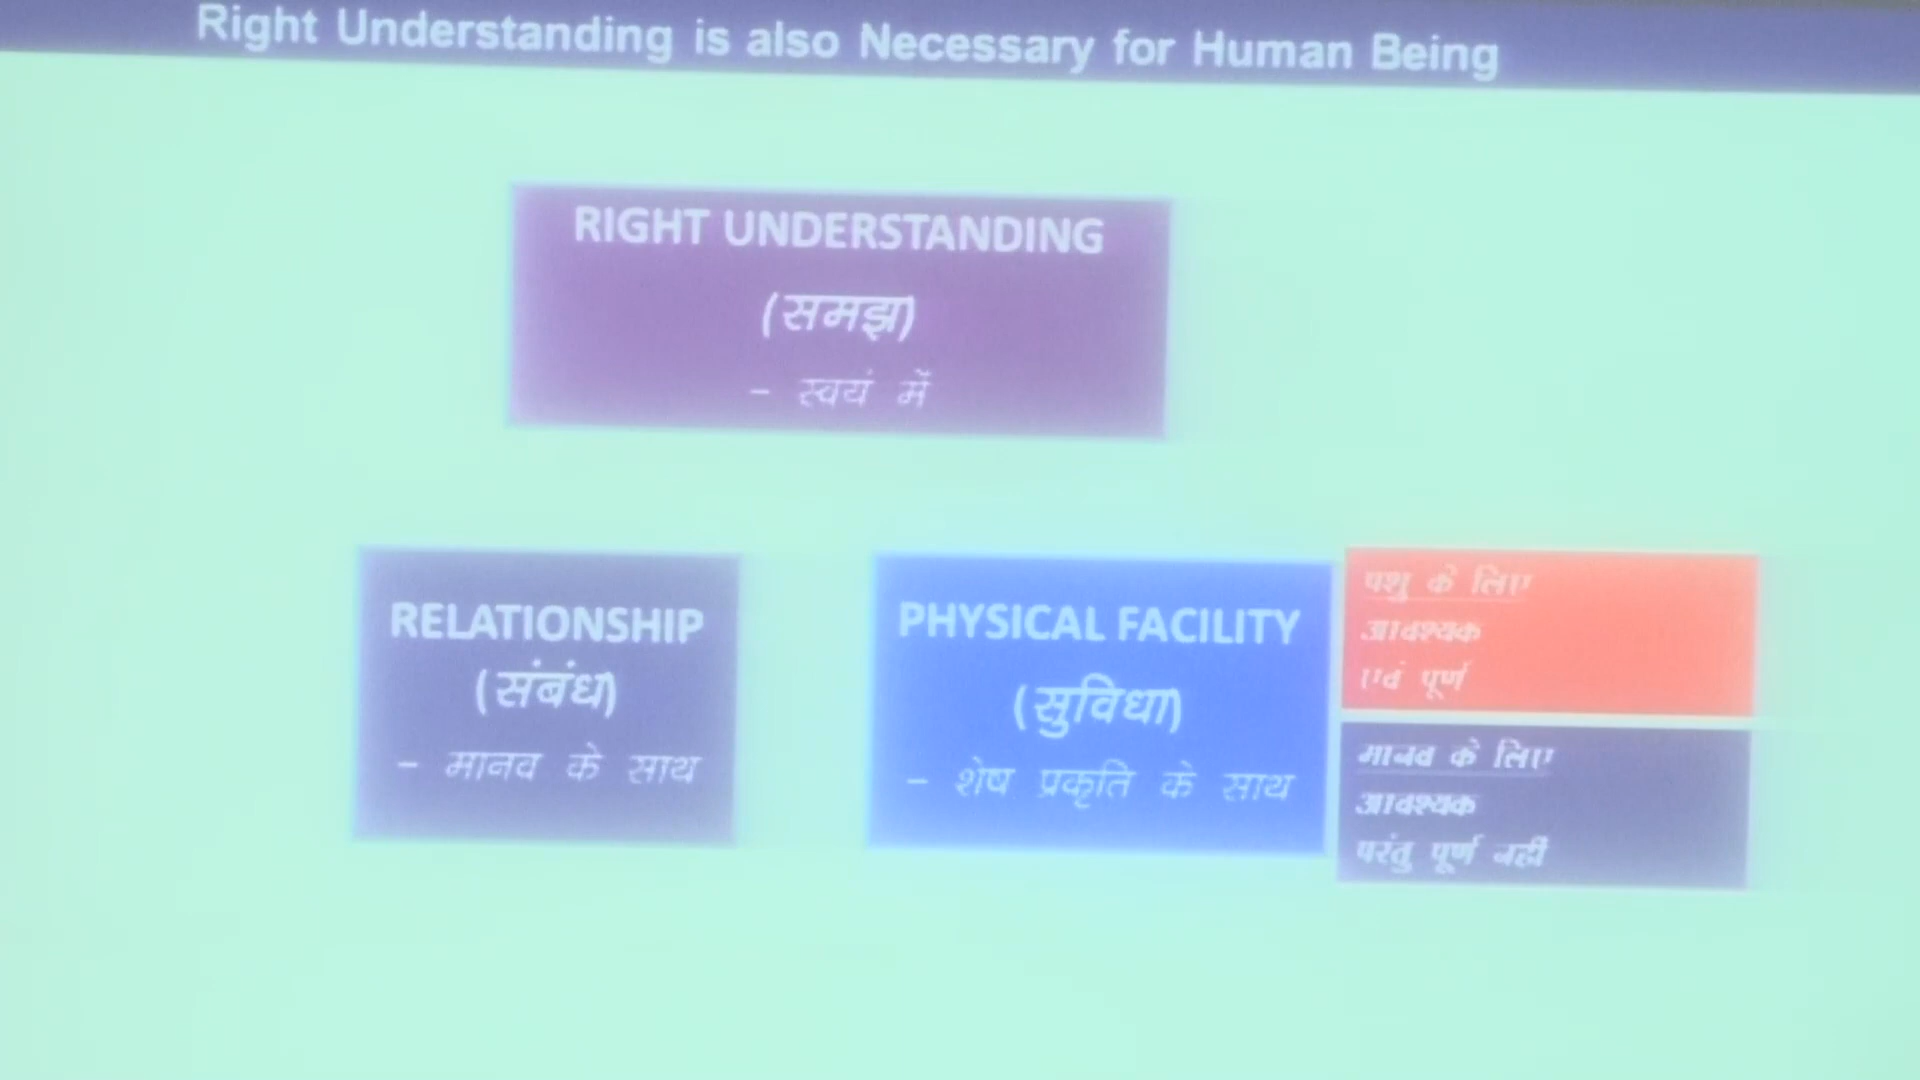 Right Understanding is also Necessary for Human Being
RIGHT UNDERSTANDING
(समझ)
- स्वयं में
RELATIONSHIP
(संबंध)
- मानव के साथ
PHYSICAL FACILITY
(सुविधा)
- शेष प्रकृति के साथ
पशु के लिए
आवश्यक
एवं पूर्ण
मानव के लिए
आवश्यक
परंतु पूर्ण नहीं